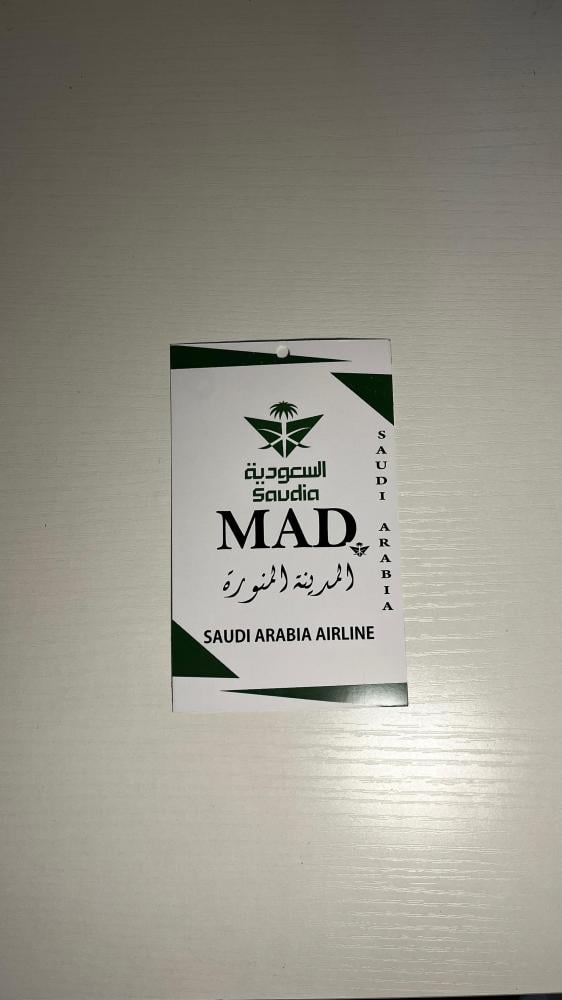 السعودية
Saudia
MAD
المدينة المنورة
SAUDI ARABIA AIRLINE
SAUDI ARABIA